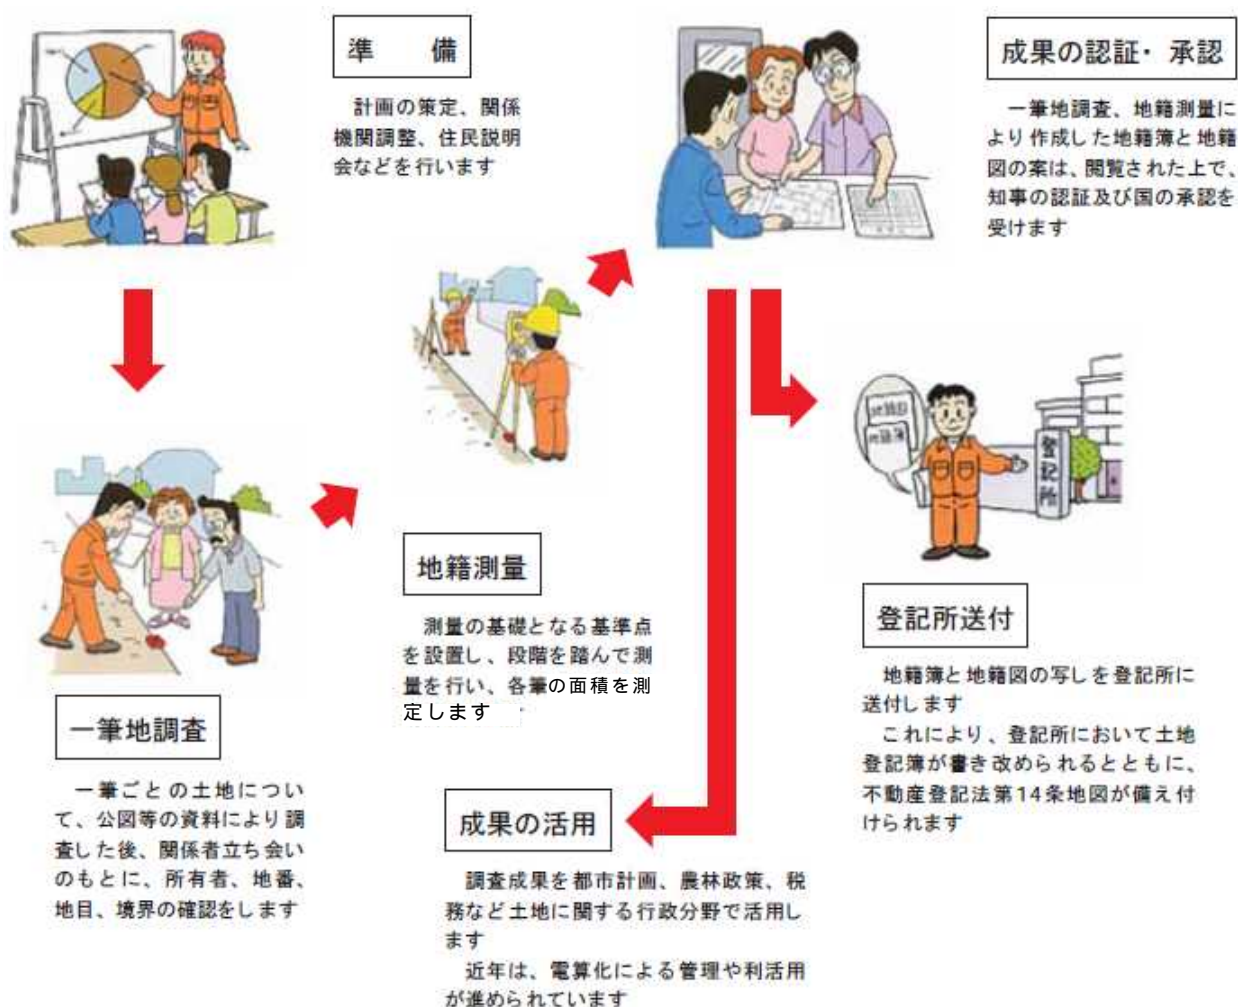 準　備
計画の策定、関係
機関調整、住民説明
会などを行います
一筆地調査
一筆ごとの土地につい
て、公図等の資料により調
査した後、関係者立ち会い
のもとに、所有者、地番、
地目、境界の確認をします
地籍測量
測量の基礎となる基準点
を設置し、段階を踏んで測
量を行い、各筆の面積を測
定します
成果の認証・承認
一筆地調査、地籍測量に
より作成した地籍簿と地籍
図の案は、閲覧された上で、
知事の認証及び国の承認を
受けます
地籍図
地籍簿
登記所
登記所送付
地籍簿と地籍図の写しを登記所に
送付します
これにより、登記所において土地
登記簿が書き改められるとともに、
不動産登記法第14条地図が備え付
けられます
成果の活用
調査成果を都市計画、農林政策、税
務など土地に関する行政分野で活用し
ます
近年は、電算化による管理や利活用
が進められています